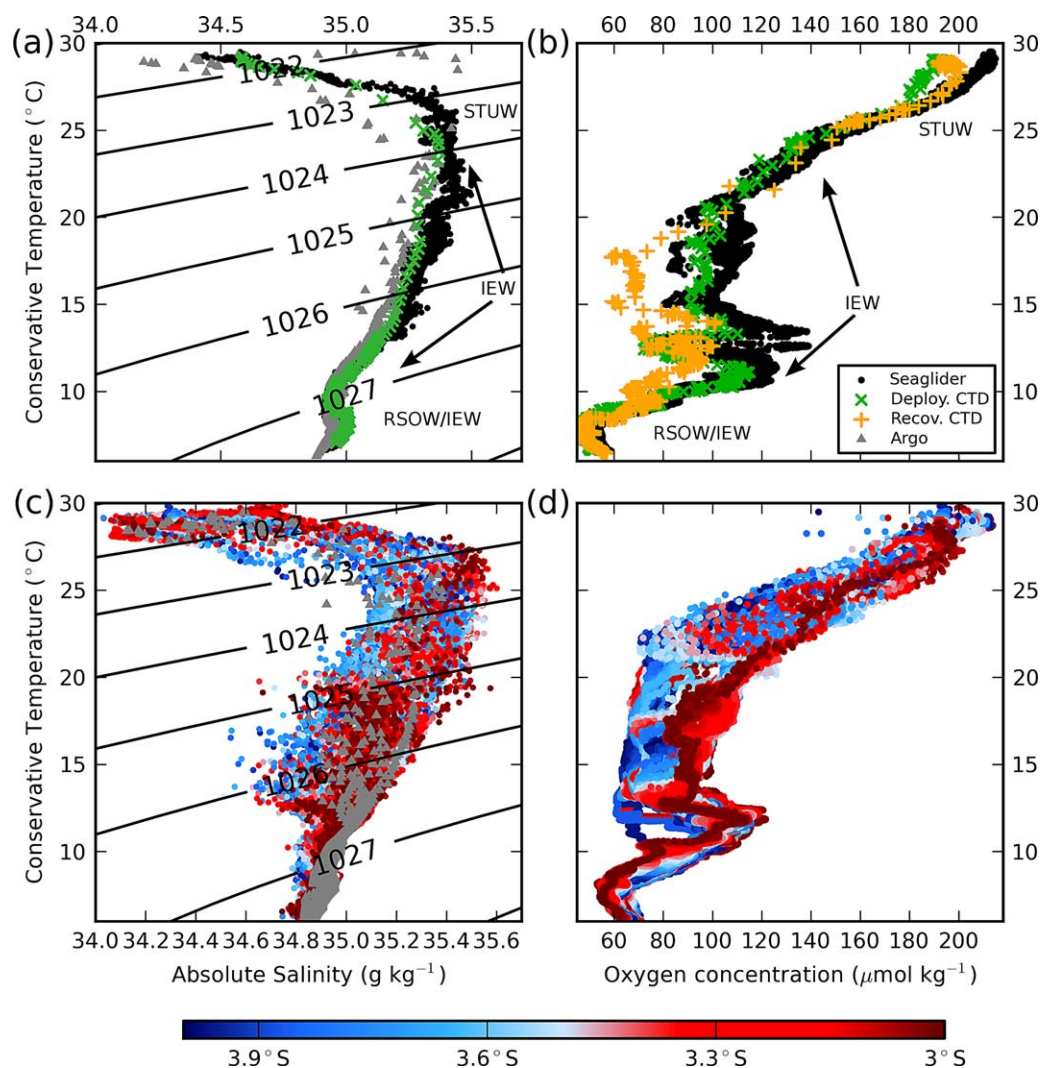 34.0 34.5 35.0 35.5 60 80 100 120 140 160 180 200
(a) (b)
30 25 20 15 10
Conservative Temperature (°C)
1022
1023
1024
1025
1026
1027
STUW
IEW
RSOW/IEW
STUW
IEW
RSOW/IEW
Seaglider
Deploy. CTD
Recov. CTD
Argo
30 25 20 15 10
(c) (d)
30 25 20 15 10
Conservative Temperature (°C)
1022
1023
1024
1025
1026
1027
30 25 20 15 10
34.0 34.2 34.4 34.6 34.8 35.0 35.2 35.4 35.6 60 80 100 120 140 160 180 200
Absolute Salinity (g kg⁻¹) Oxygen concentration (μmol kg⁻¹)
3.9°S 3.6°S 3.3°S 3°S